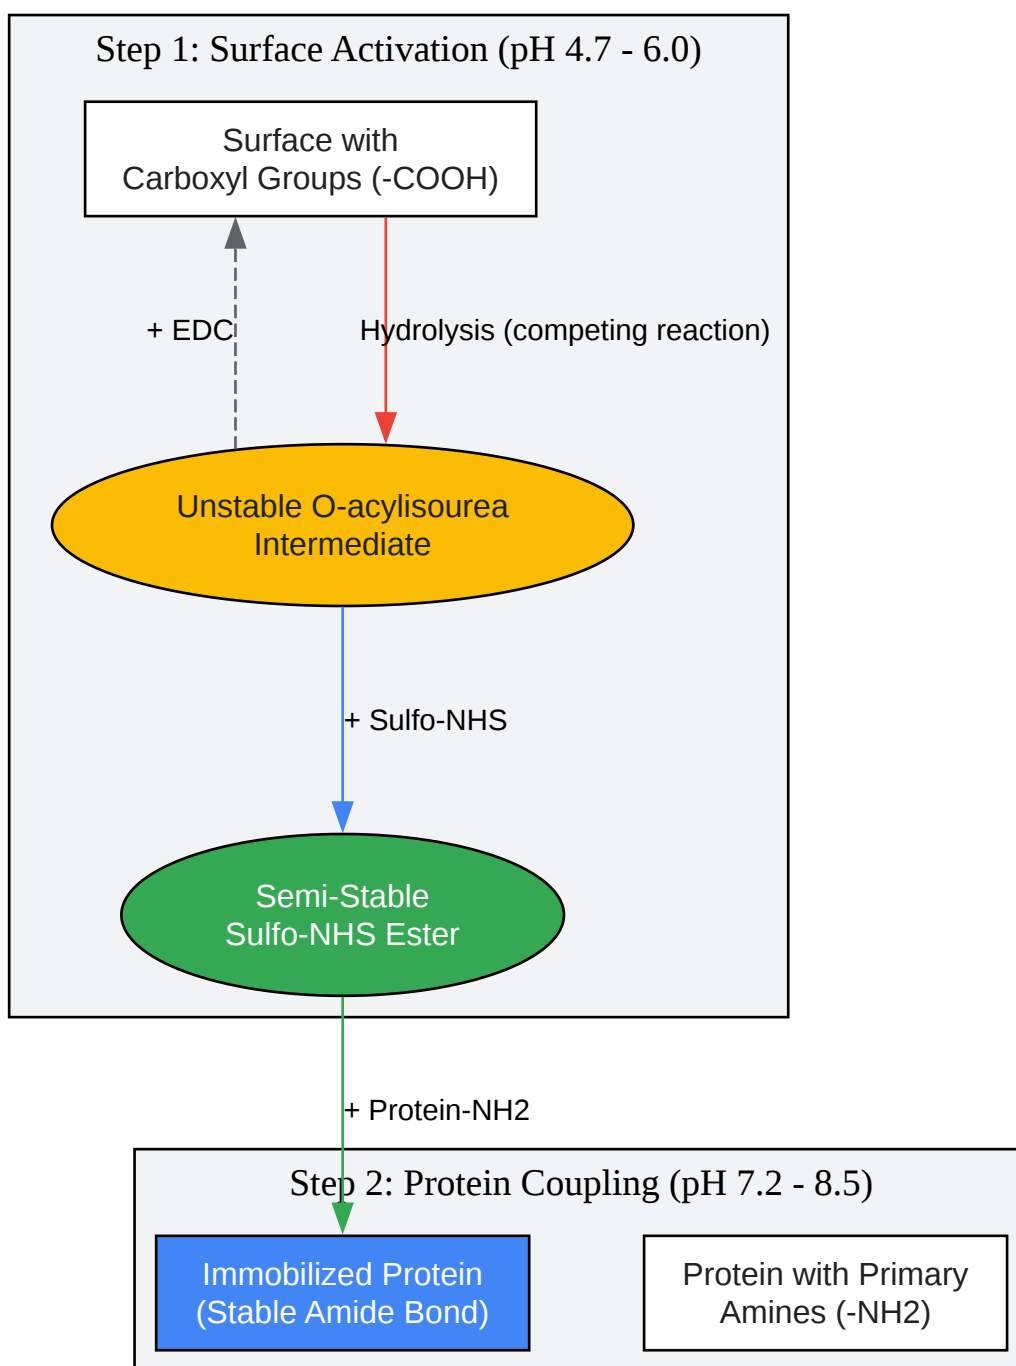 Step 1: Surface Activation (pH 4.7 - 6.0)
Surface with
Carboxyl Groups (-COOH)
+ EDC
Hydrolysis (competing reaction)
Unstable O-acylisourea
Intermediate
+ Sulfo-NHS
Semi-Stable
Sulfo-NHS Ester
+ Protein-NH2
Step 2: Protein Coupling (pH 7.2 - 8.5)
Immobilized Protein
(Stable Amide Bond)
Protein with Primary
Amines (-NH2)